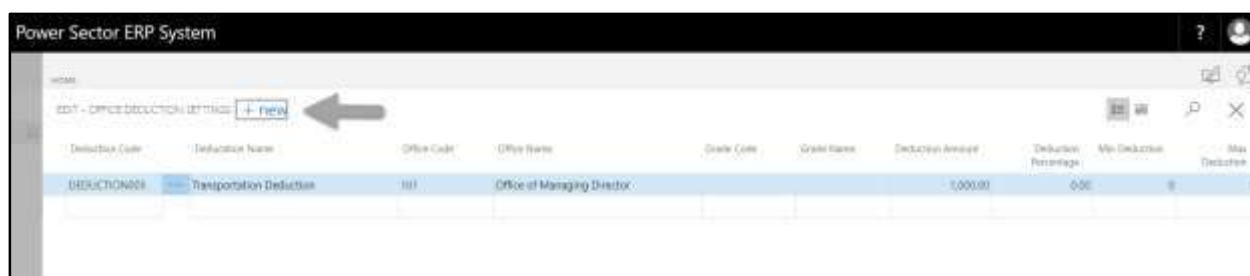 Power Sector ERP System ?
HOME
EDIT - OFFICE DEDUCTION SETTINGS + new
Deduction Code Deduction Name Office Code Office Name Grade Code Grade Name Deduction Amount Deduction Percentage Min Deduction Max Deduction
Transportation Deduction 101 Office of Managing Director 1,000.00 0.00 0